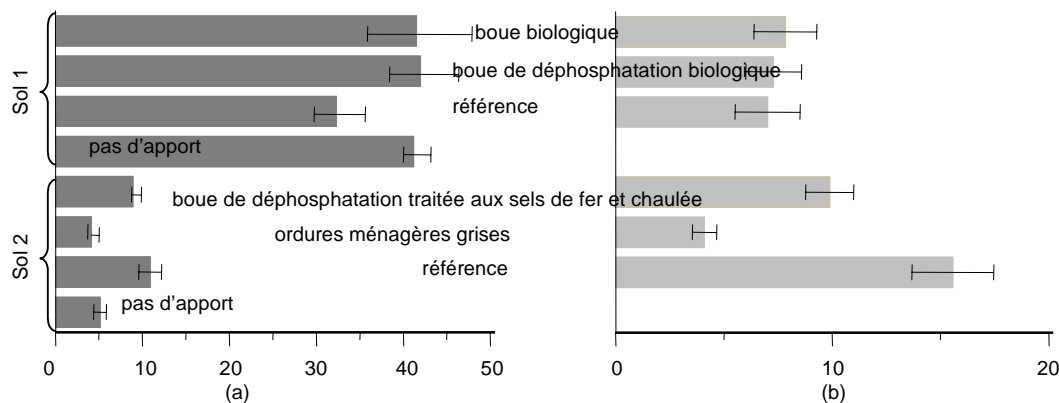 Sol 1
boue biologique
boue de déphosphatation biologique
référence
pas d’apport
Sol 2
boue de déphosphatation traitée aux sels de fer et chaulée
ordures ménagères grises
référence
pas d’apport
0 10 20 30 40 50
(a)
0 10 20
(b)